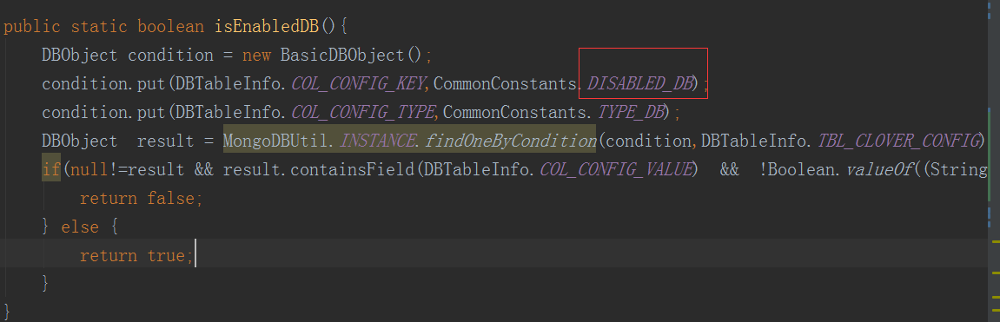 public static boolean isEnabledDB(){
DBObject condition = new BasicDBObject();
condition.put(DBTableInfo.COL_CONFIG_KEY,CommonConstants.DISABLED_DB);
condition.put(DBTableInfo.COL_CONFIG_TYPE,CommonConstants.TYPE_DB);
DBObject  result = MongoDBUtil.INSTANCE.findOneByCondition(condition,DBTableInfo.TBL_CLOVER_CONFIG)
if(null!=result && result.containsField(DBTableInfo.COL_CONFIG_VALUE)  &&  !Boolean.valueOf((String
return false;
} else {
return true;
}
}